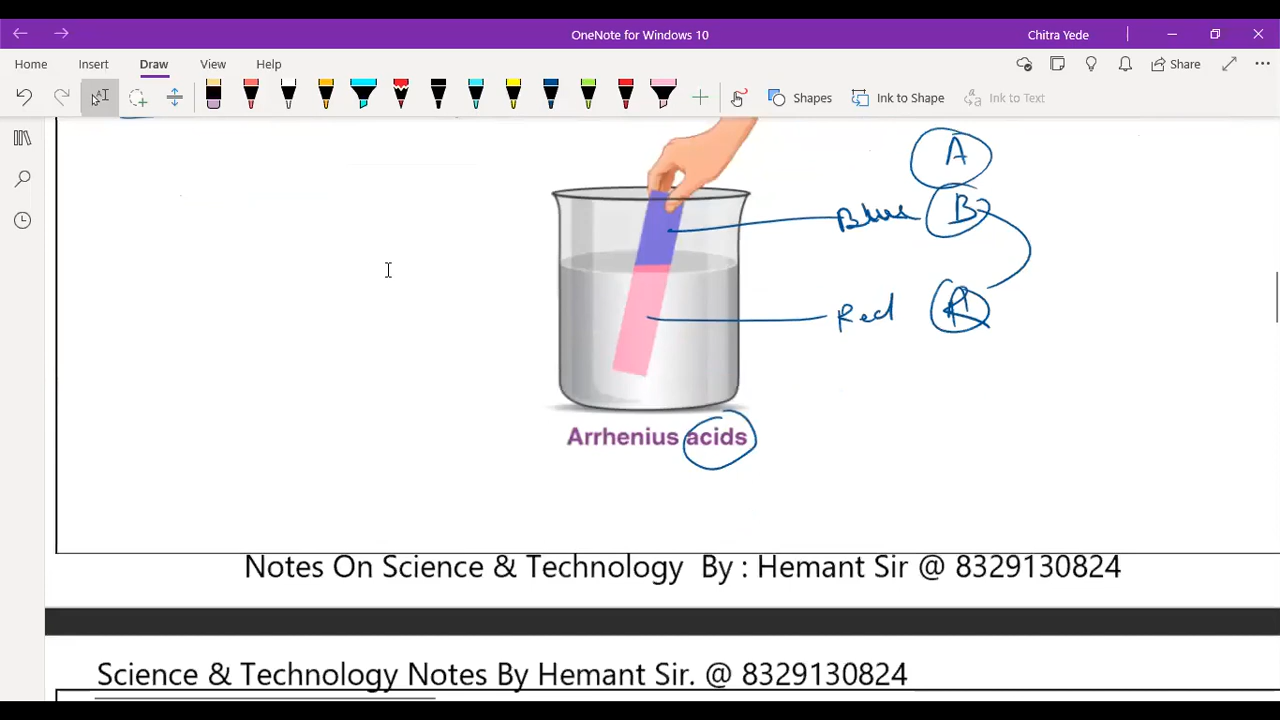 OneNote for Windows 10
Chitra Yede
Home Insert Draw View Help
Share
Shapes Ink to Shape Ink to Text
A
Blue B
Red R
Arrhenius acids
Notes On Science & Technology By : Hemant Sir @ 8329130824
Science & Technology Notes By Hemant Sir. @ 8329130824